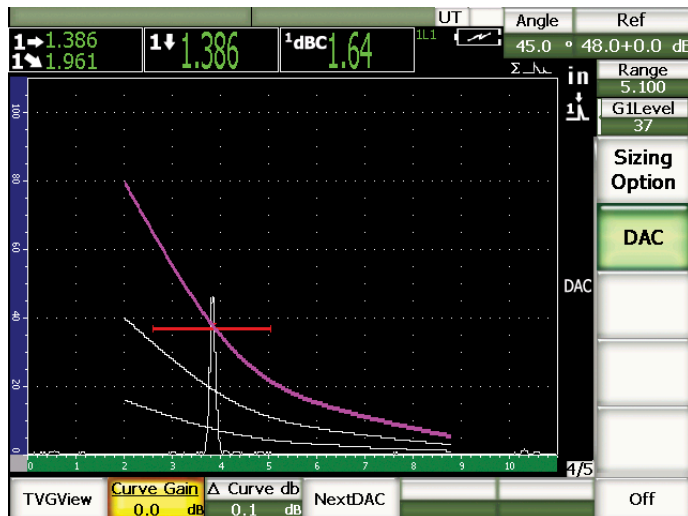 UT
Angle
Ref
1➔1.386
1➘1.961
1⬇1.386
1dBC 1.64
1L1
45.0 °
48.0+0.0 dB
in
Range
5.100
G1Level
37
Sizing
Option
DAC
DAC
100
80
60
40
20
0
0 1 2 3 4 5 6 7 8 9 10
4/5
TVGView
Curve Gain
0.0 dB
Δ Curve db
0.1 dB
NextDAC
Off